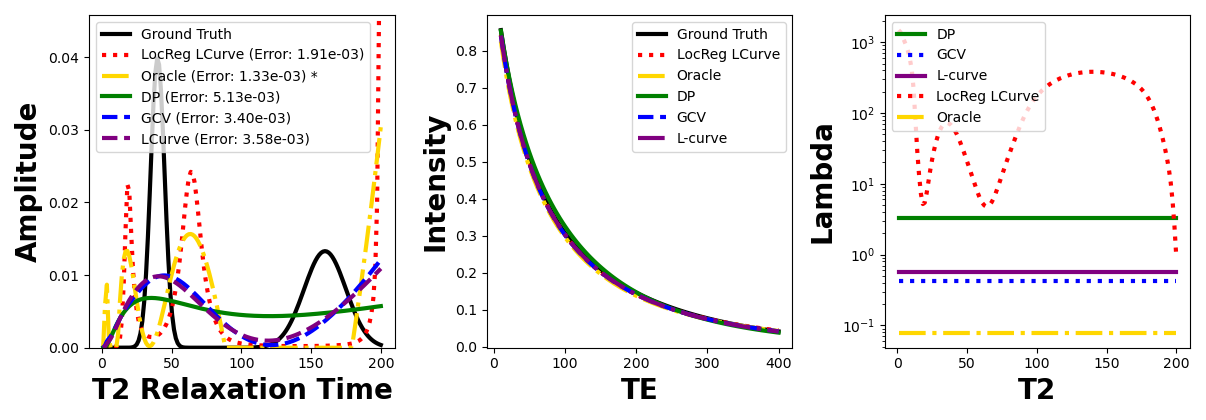 Amplitude
0.04
0.03
0.02
0.01
0.00
Ground Truth
LocReg LCurve (Error: 1.91e-03)
Oracle (Error: 1.33e-03) *
DP (Error: 5.13e-03)
GCV (Error: 3.40e-03)
LCurve (Error: 3.58e-03)
0 50 100 150 200
T2 Relaxation Time
Intensity
0.8
0.7
0.6
0.5
0.4
0.3
0.2
0.1
0.0
Ground Truth
LocReg LCurve
Oracle
DP
GCV
L-curve
0 100 200 300 400
TE
Lambda
10³
10²
10¹
10⁰
10⁻¹
DP
GCV
L-curve
LocReg LCurve
Oracle
0 50 100 150 200
T2